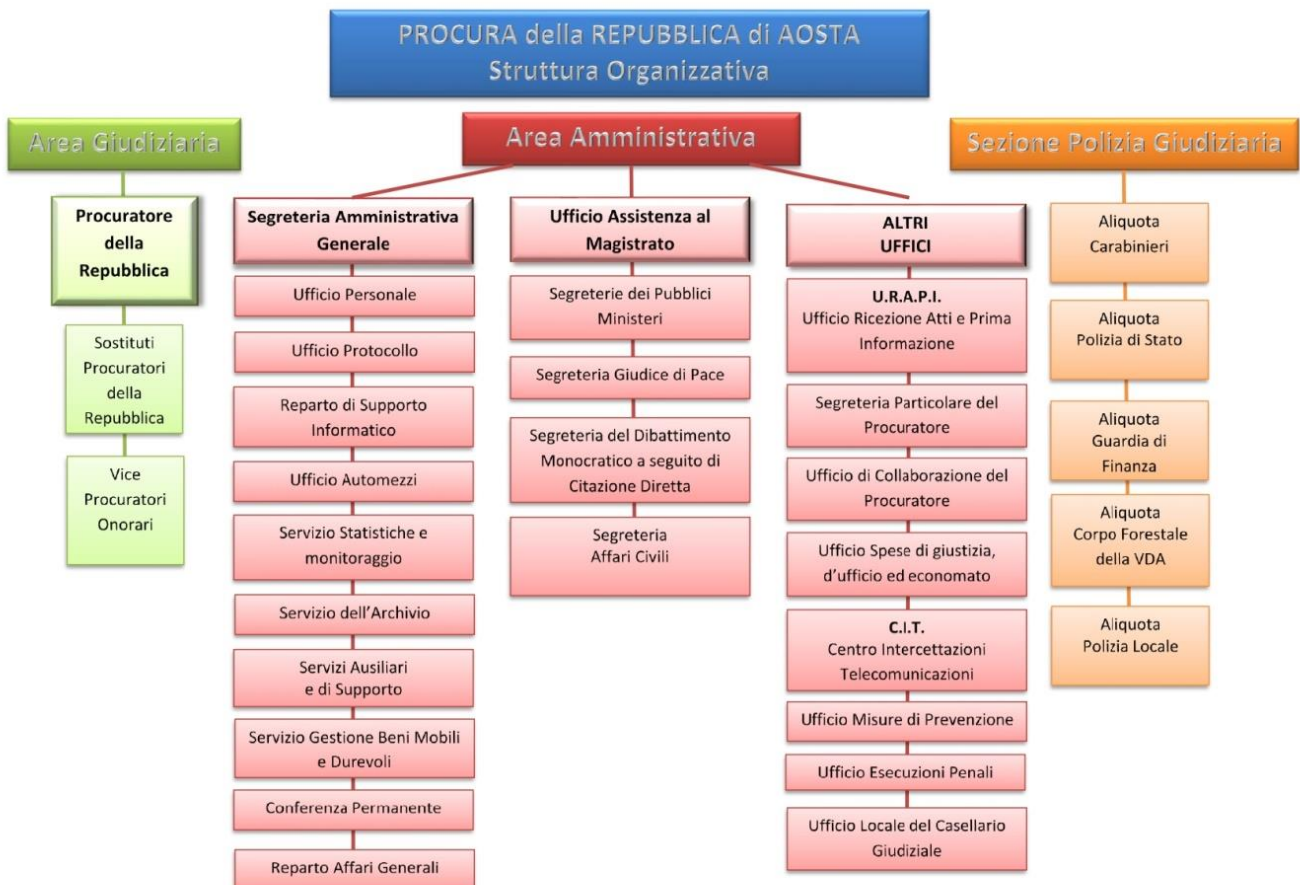 PROCURA della REPUBBLICA di AOSTA
Struttura Organizzativa
Area Giudiziaria
Procuratore
della
Repubblica
Sostituti
Procuratori
della
Repubblica
Vice
Procuratori
Onorari
Area Amministrativa
Segreteria Amministrativa
Generale
Ufficio Personale
Ufficio Protocollo
Reparto di Supporto
Informatico
Ufficio Automezzi
Servizio Statistiche e
monitoraggio
Servizio dell'Archivio
Servizi Ausiliari
e di Supporto
Servizio Gestione Beni Mobili
e Durevoli
Conferenza Permanente
Reparto Affari Generali
Ufficio Assistenza al
Magistrato
Segreterie dei Pubblici
Ministeri
Segreteria Giudice di Pace
Segreteria del Dibattimento
Monocratico a seguito di
Citazione Diretta
Segreteria
Affari Civili
ALTRI
UFFICI
U.R.A.P.I.
Ufficio Ricezione Atti e Prima
Informazione
Segreteria Particolare del
Procuratore
Ufficio di Collaborazione del
Procuratore
Ufficio Spese di giustizia,
d'ufficio ed economato
C.I.T.
Centro Intercettazioni
Telecomunicazioni
Ufficio Misure di Prevenzione
Ufficio Esecuzioni Penali
Ufficio Locale del Casellario
Giudiziale
Sezione Polizia Giudiziaria
Aliquota
Carabinieri
Aliquota
Polizia di Stato
Aliquota
Guardia di
Finanza
Aliquota
Corpo Forestale
della VDA
Aliquota
Polizia Locale